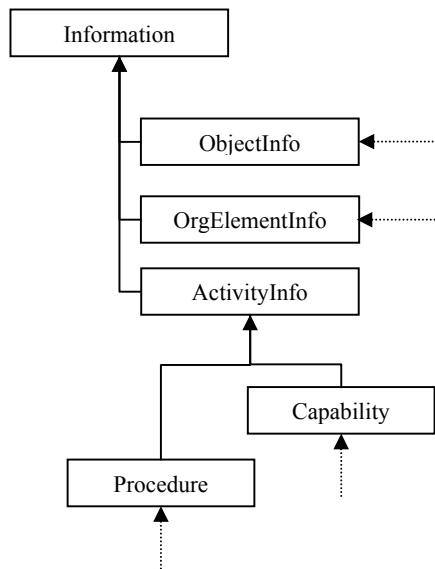 Information
ObjectInfo
OrgElementInfo
ActivityInfo
Capability
Procedure